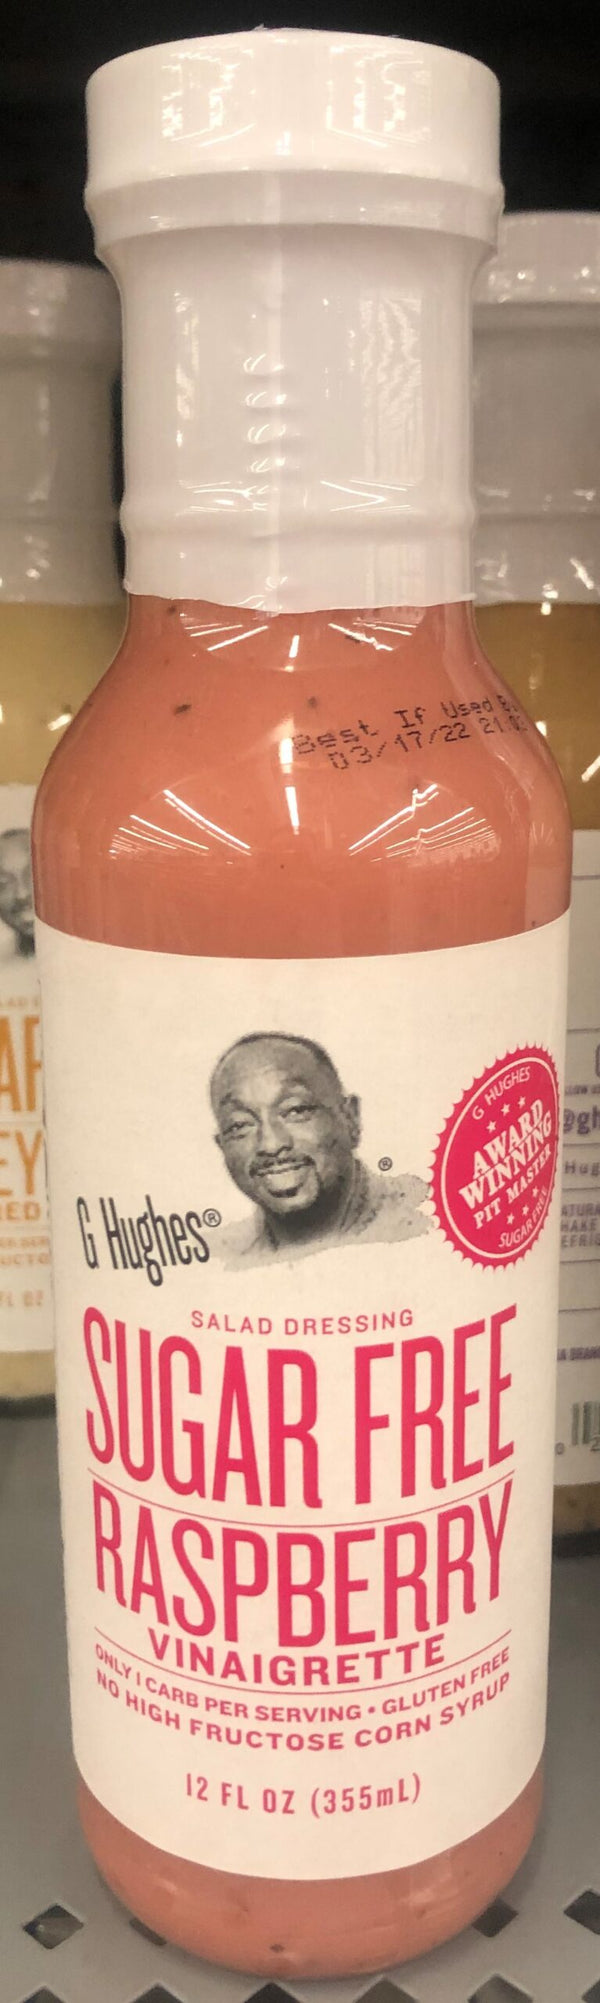 Best If Used
03/17/22 21:
G Hughes®
®
G HUGHES
AWARD
WINNING
PIT MASTER
SUGAR FREE
SALAD DRESSING
SUGAR FREE
RASPBERRY
VINAIGRETTE
ONLY 1 CARB PER SERVING • GLUTEN FREE
NO HIGH FRUCTOSE CORN SYRUP
12 FL OZ (355mL)